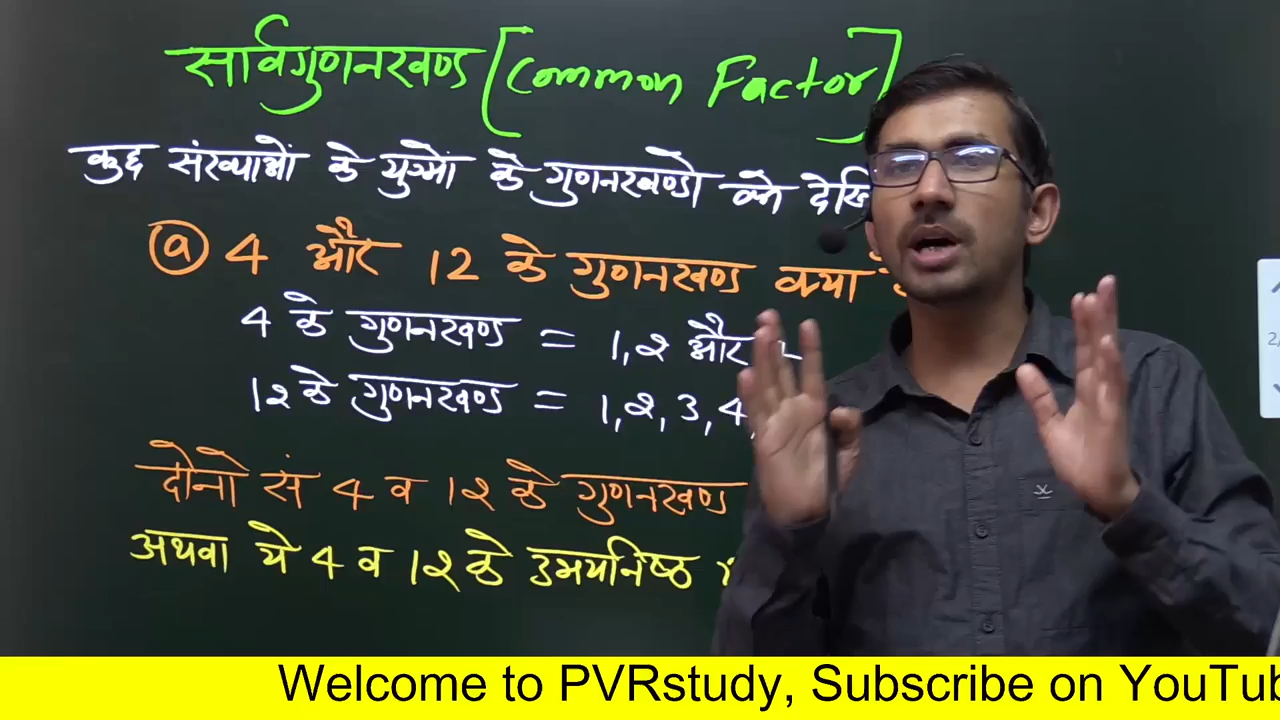 सार्वगुणनखण्ड [Common Factor]
कुछ संख्याओं के युग्मों के गुणनखण्डो को
ⓐ 4 और 12 के गुणनखण्ड क्या
4 के गुणनखण्ड = 1,2 और
12 के गुणनखण्ड = 1,2,3,4,
दोनो सं 4 व 12 के गुणनखण्ड
अथवा ये 4 व 12 के उभयनिष्ठ
Welcome to PVRstudy, Subscribe on